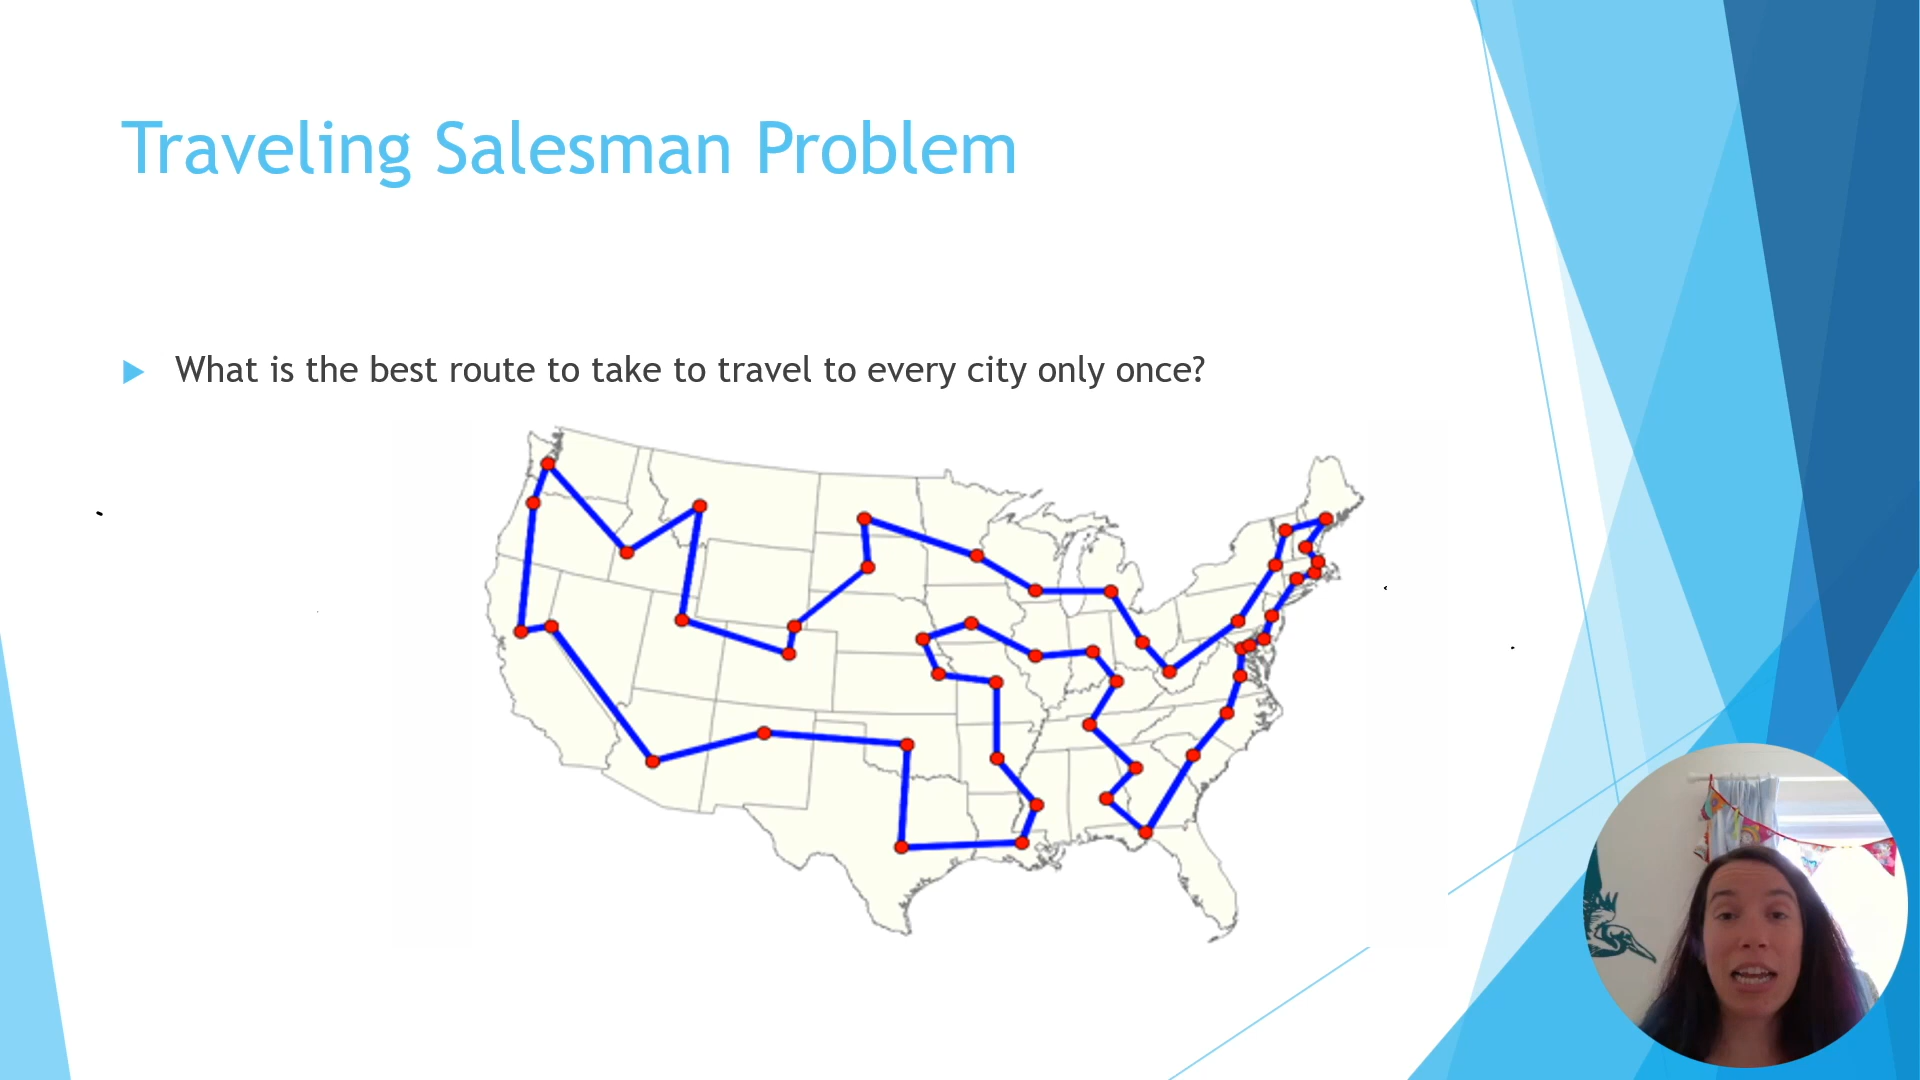 Traveling Salesman Problem
What is the best route to take to travel to every city only once?